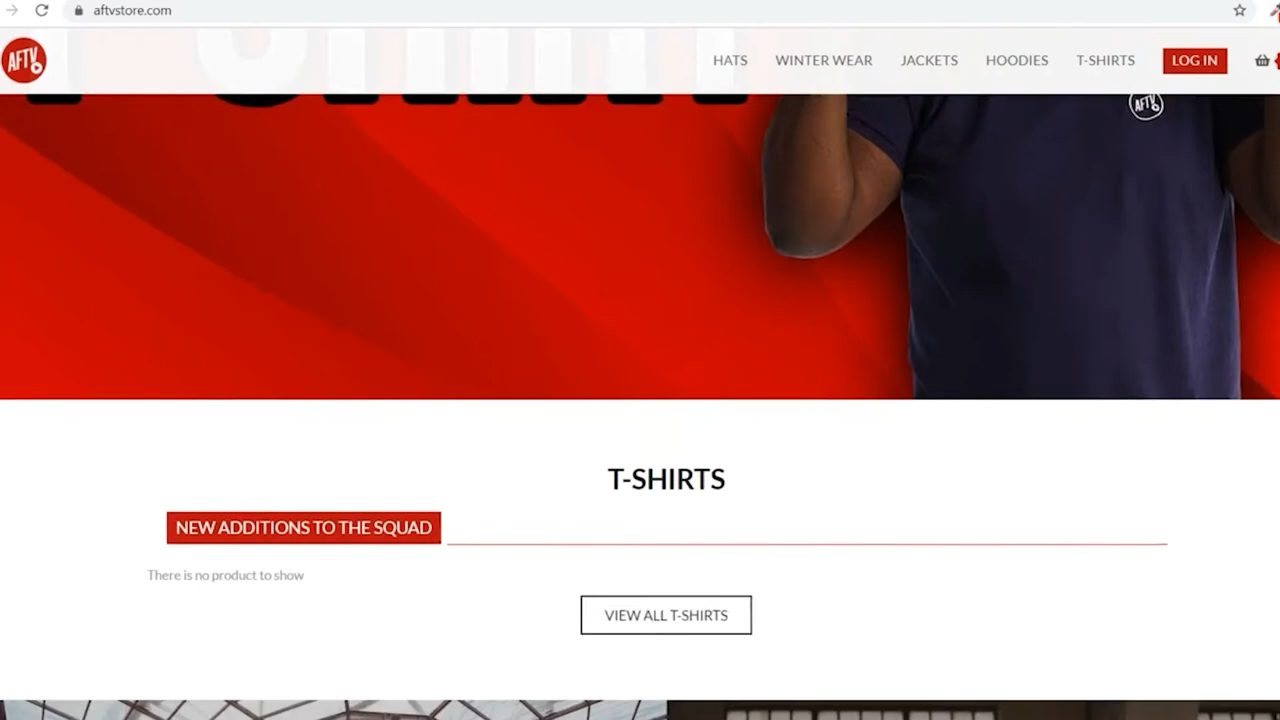 aftvstore.com
AFTV
HATS WINTER WEAR JACKETS HOODIES T-SHIRTS LOG IN
AFTV
T-SHIRTS
NEW ADDITIONS TO THE SQUAD
There is no product to show
VIEW ALL T-SHIRTS